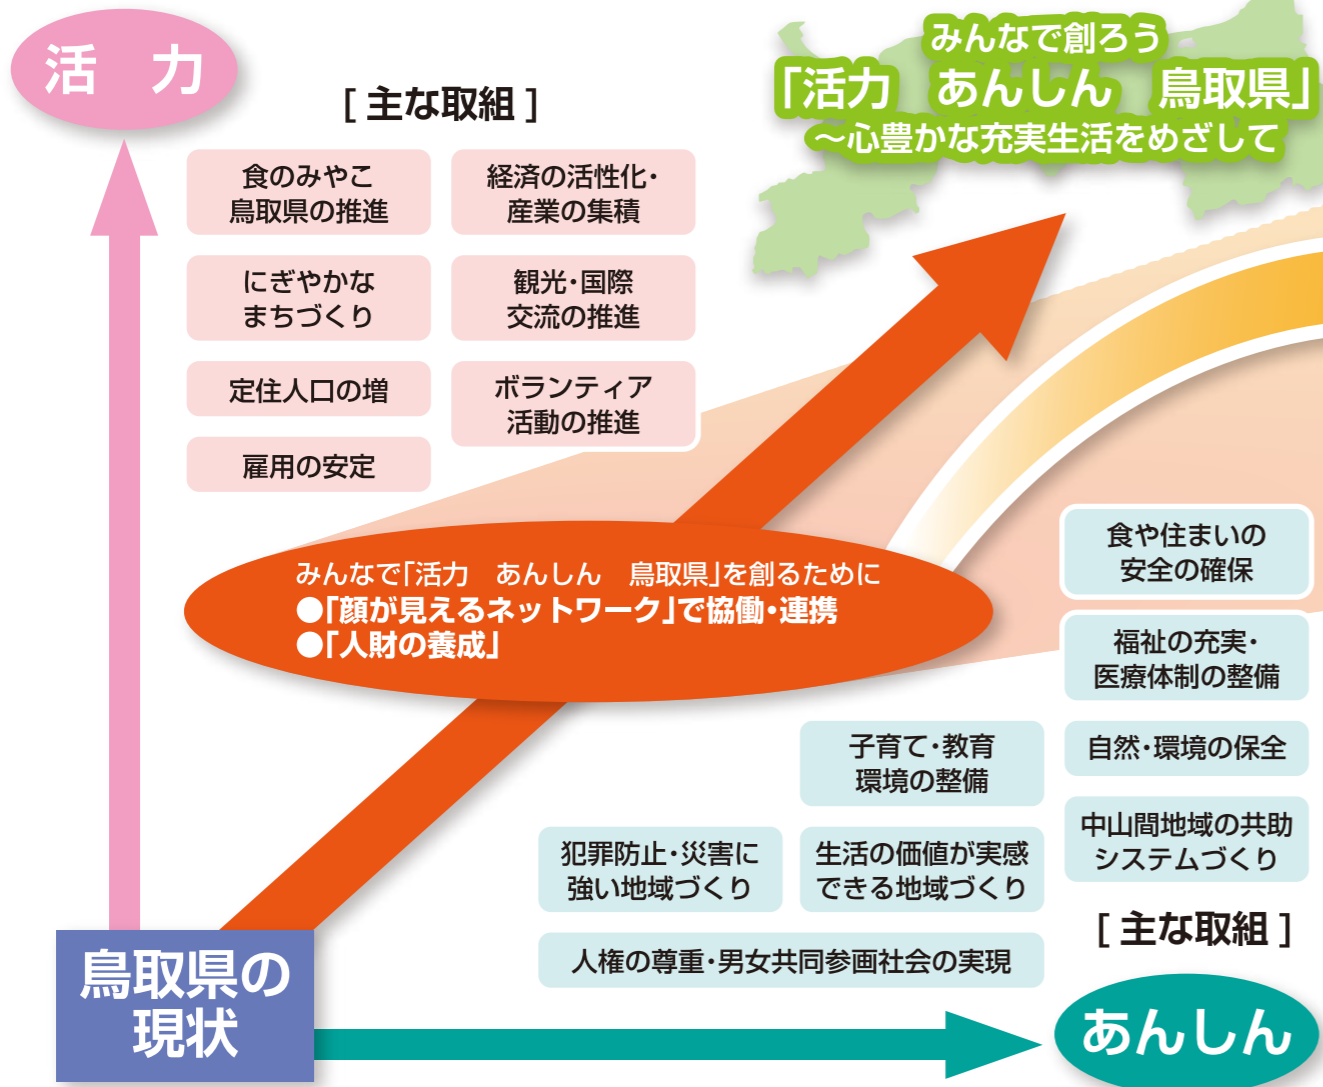 活　力
[ 主な取組 ]
食のみやこ
鳥取県の推進
経済の活性化・
産業の集積
にぎやかな
まちづくり
観光・国際
交流の推進
定住人口の増
ボランティア
活動の推進
雇用の安定
みんなで創ろう
「活力　あんしん　鳥取県」
～心豊かな充実生活をめざして
みんなで「活力　あんしん　鳥取県」を創るために
●「顔が見えるネットワーク」で協働・連携
●「人財の養成」
食や住まいの
安全の確保
福祉の充実・
医療体制の整備
子育て・教育
環境の整備
自然・環境の保全
犯罪防止・災害に
強い地域づくり
生活の価値が実感
できる地域づくり
中山間地域の共助
システムづくり
人権の尊重・男女共同参画社会の実現
[ 主な取組 ]
鳥取県の
現状
あんしん